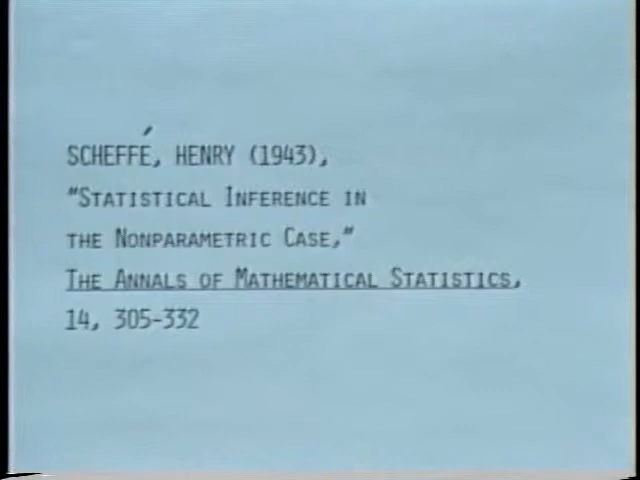 SCHEFFÉ, HENRY (1943),
"STATISTICAL INFERENCE IN
THE NONPARAMETRIC CASE,"
THE ANNALS OF MATHEMATICAL STATISTICS,
14, 305-332